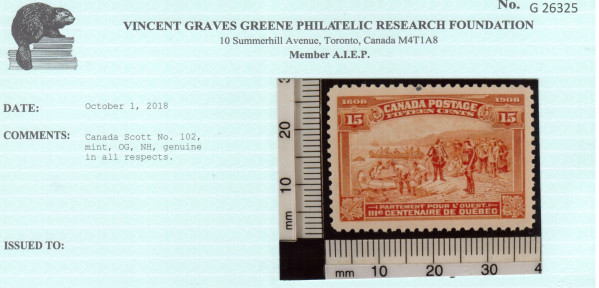 No. G 26325
VINCENT GRAVES GREENE PHILATELIC RESEARCH FOUNDATION
10 Summerhill Avenue, Toronto, Canada M4T1A8
Member A.I.E.P.
DATE: October 1, 2018
COMMENTS: Canada Scott No. 102,
mint, OG, NH, genuine
in all respects.
ISSUED TO:
1608 1908
CANADA POSTAGE
15 FIFTEEN CENTS 15
PARTEMENT POUR L'OUEST
IIIe CENTENAIRE DE QUÉBEC
20
10
mm
mm 10 20 30 4